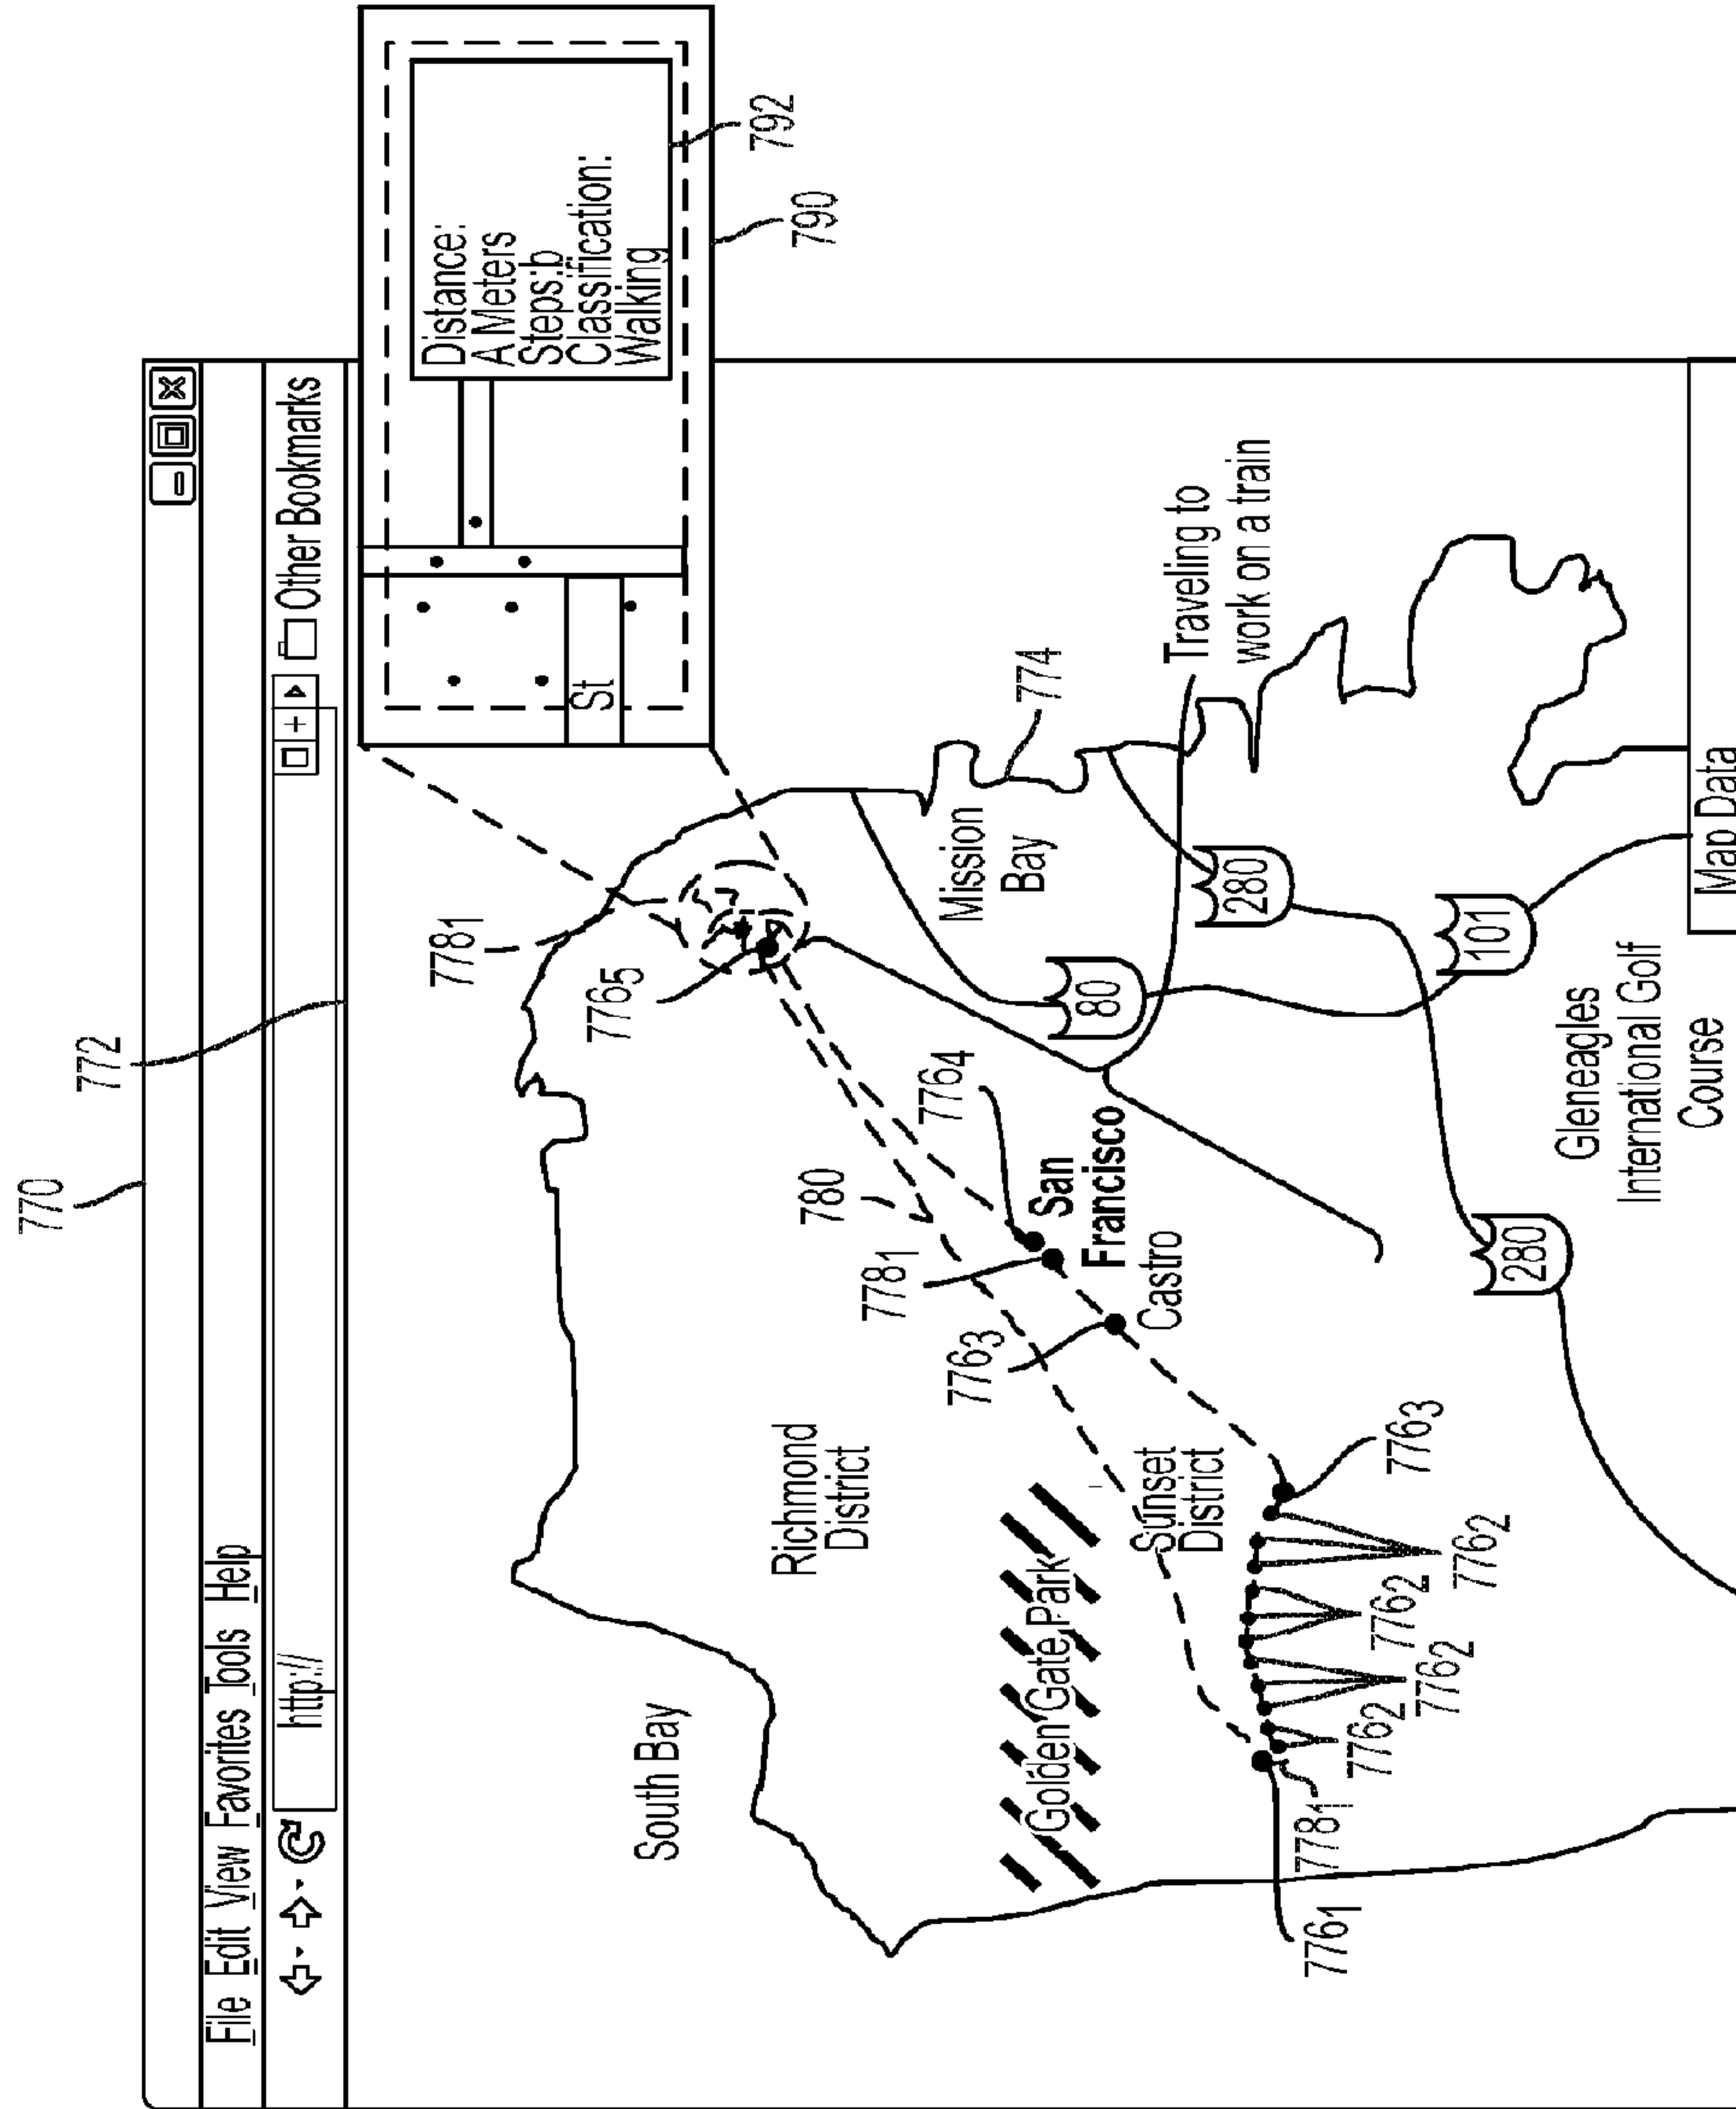 770
772
File Edit View Favorites Tools Help
http://
Other Bookmarks
Distance:
A Meters
Steps:b
Classification:
Walking
St
792
790
7781
7765
South Bay
Richmond
District
780
7781
7764
7763
San
Francisco
Castro
Mission
Bay
774
80
Traveling to
work on a train
280
101
280
Golden Gate Park
Sunset
District
7763
7762
7762
7762
7762
7781
7761
Gleneagles
International Golf
Course
Map Data